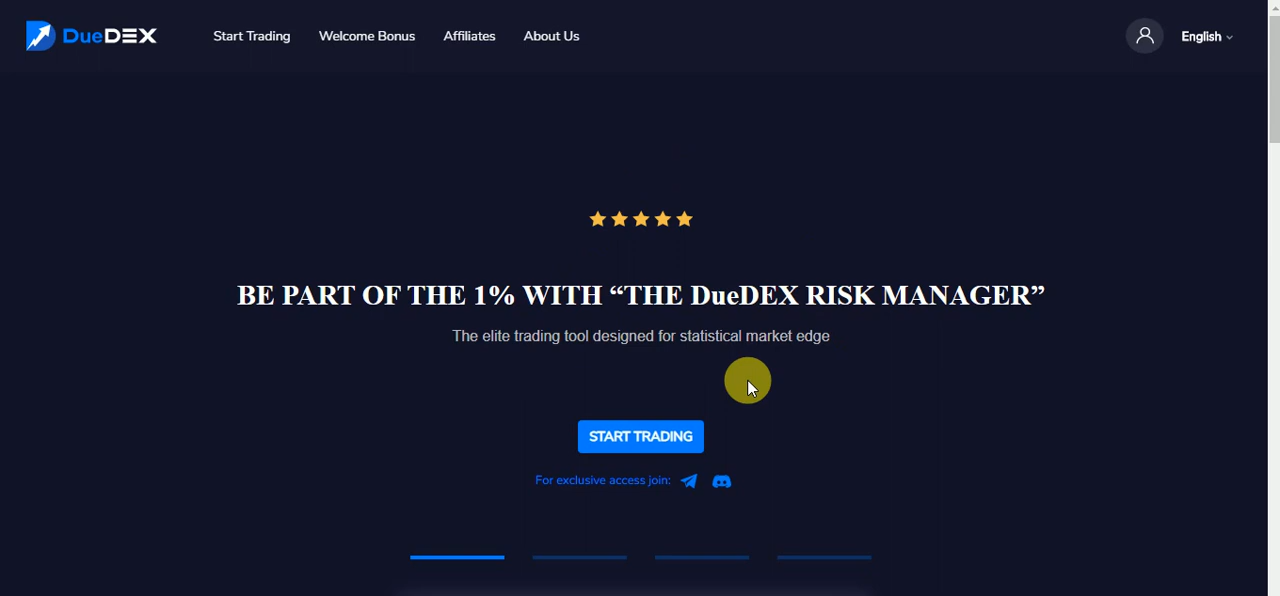 DueDEX
Start Trading
Welcome Bonus
Affiliates
About Us
English
BE PART OF THE 1% WITH “THE DueDEX RISK MANAGER”
The elite trading tool designed for statistical market edge
START TRADING
For exclusive access join: